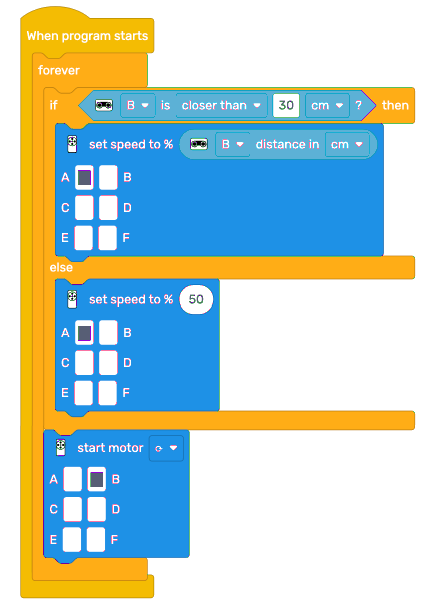 When program starts
forever
if B is closer than 30 cm ? then
set speed to % B distance in cm
A B
C D
E F
else
set speed to % 50
A B
C D
E F
start motor
A B
C D
E F